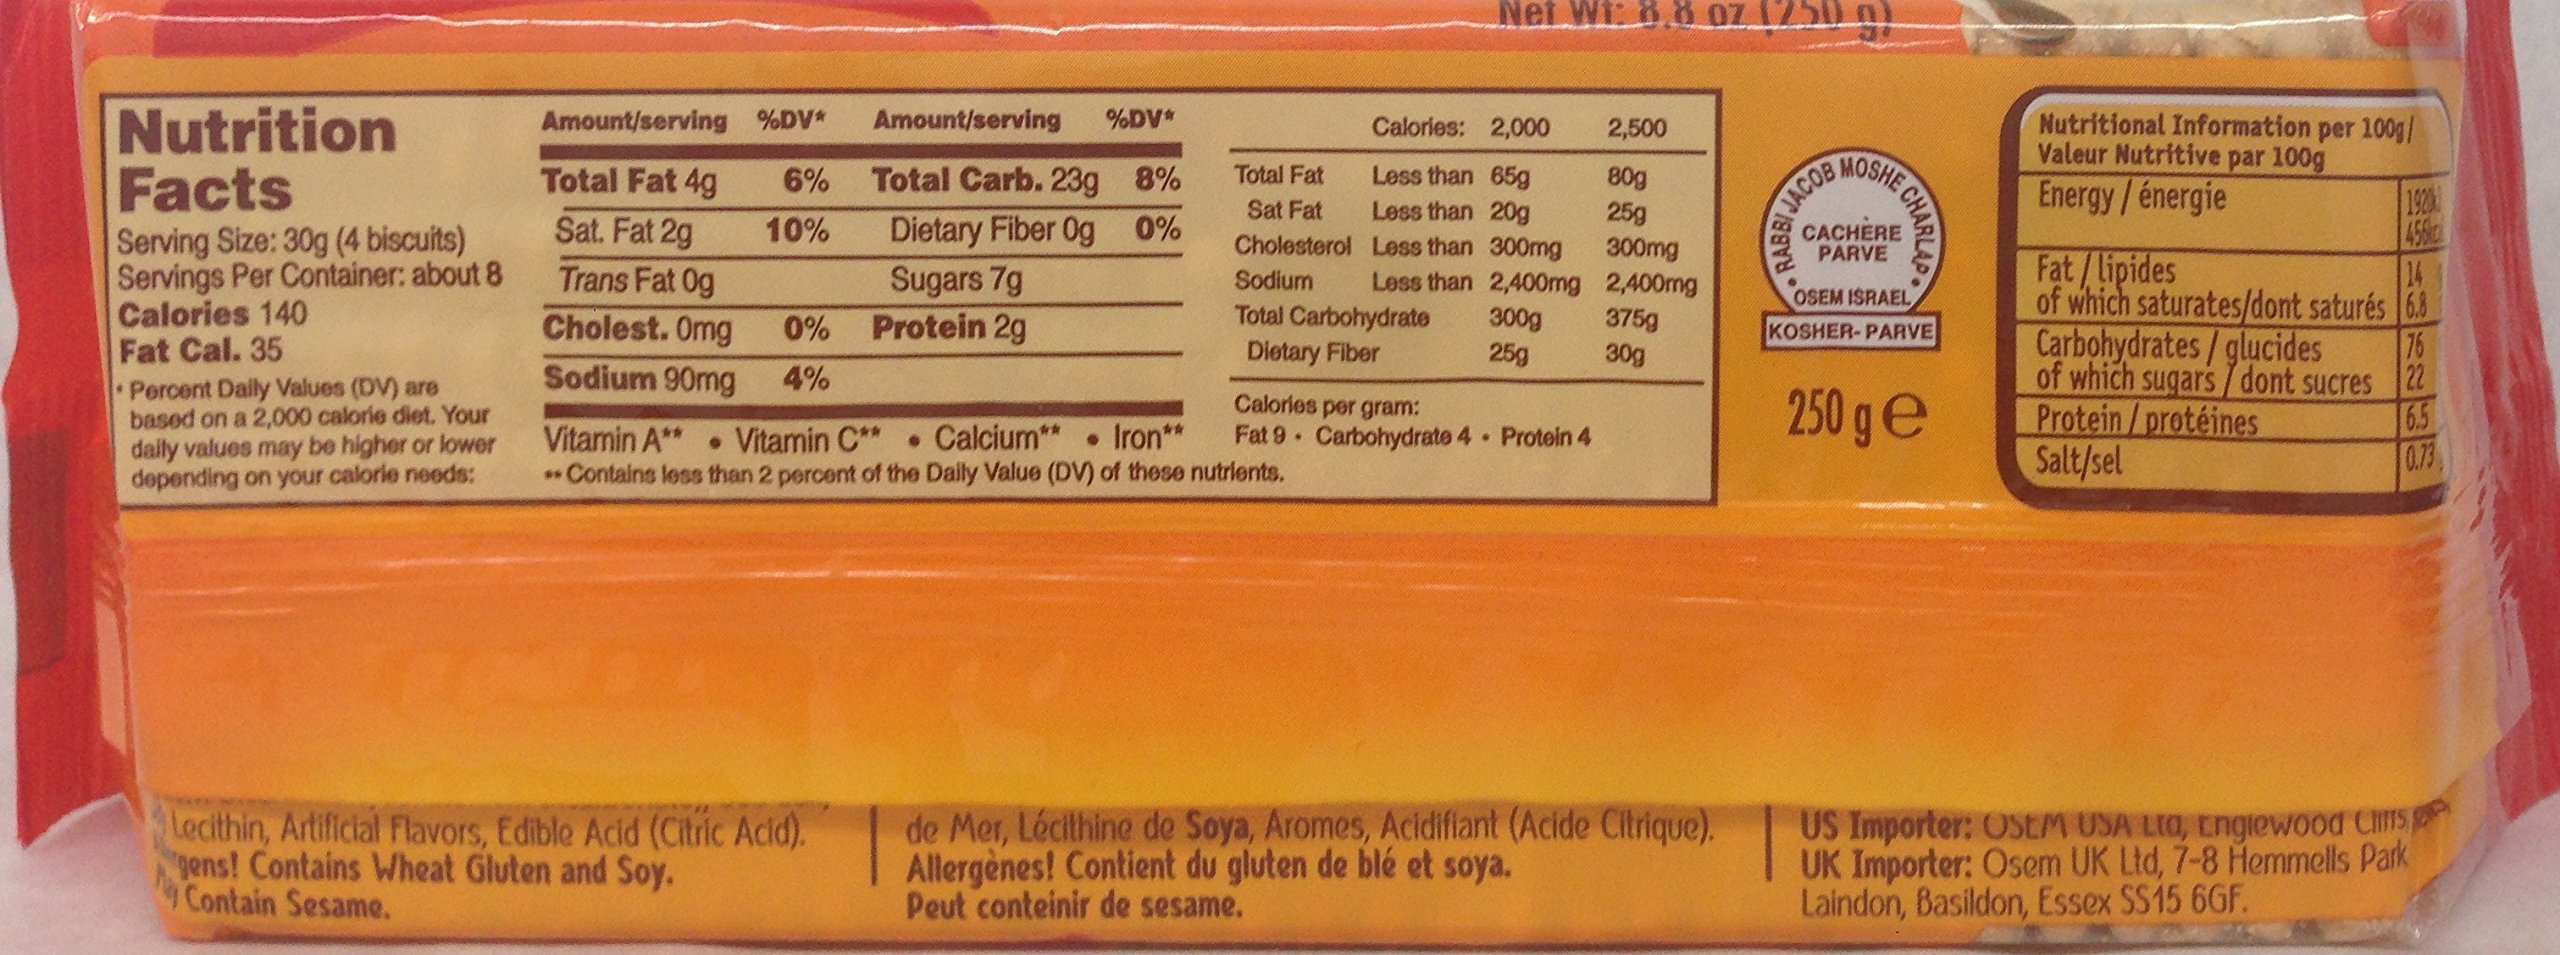 Net Wt: 8.8 oz (250 g)
Nutrition
Facts
Serving Size: 30g (4 biscuits)
Servings Per Container: about 8
Calories 140
Fat Cal. 35
• Percent Daily Values (DV) are
based on a 2,000 calorie diet. Your
daily values may be higher or lower
depending on your calorie needs:
Amount/serving %DV* Amount/serving %DV*
Total Fat 4g 6% Total Carb. 23g 8%
Sat. Fat 2g 10% Dietary Fiber 0g 0%
Trans Fat 0g Sugars 7g
Cholest. 0mg 0% Protein 2g
Sodium 90mg 4%
Vitamin A** • Vitamin C** • Calcium** • Iron**
** Contains less than 2 percent of the Daily Value (DV) of these nutrients.
Calories: 2,000 2,500
Total Fat Less than 65g 80g
Sat Fat Less than 20g 25g
Cholesterol Less than 300mg 300mg
Sodium Less than 2,400mg 2,400mg
Total Carbohydrate 300g 375g
Dietary Fiber 25g 30g
Calories per gram:
Fat 9 • Carbohydrate 4 • Protein 4
• RABBI JACOB MOSHE CHARLAP •
CACHÈRE
PARVE
OSEM ISRAEL
KOSHER-PARVE
250 g e
Nutritional Information per 100g/
Valeur Nutritive par 100g
Energy / énergie 1920kJ
456kc
Fat / lipides 14 g
of which saturates/dont saturés 6.8
Carbohydrates / glucides 76
of which sugars / dont sucres 22
Protein / protéines 6.5
Salt/sel 0.73
Lecithin, Artificial Flavors, Edible Acid (Citric Acid).
gens! Contains Wheat Gluten and Soy.
Contain Sesame.
de Mer, Lécithine de Soya, Aromes, Acidifiant (Acide Citrique).
Allergènes! Contient du gluten de blé et soya.
Peut conteinir de sesame.
US Importer: OSEM USA Ltd, Englewood Cliffs,
UK Importer: Osem UK Ltd, 7-8 Hemmells Park
Laindon, Basildon, Essex SS15 6GF.